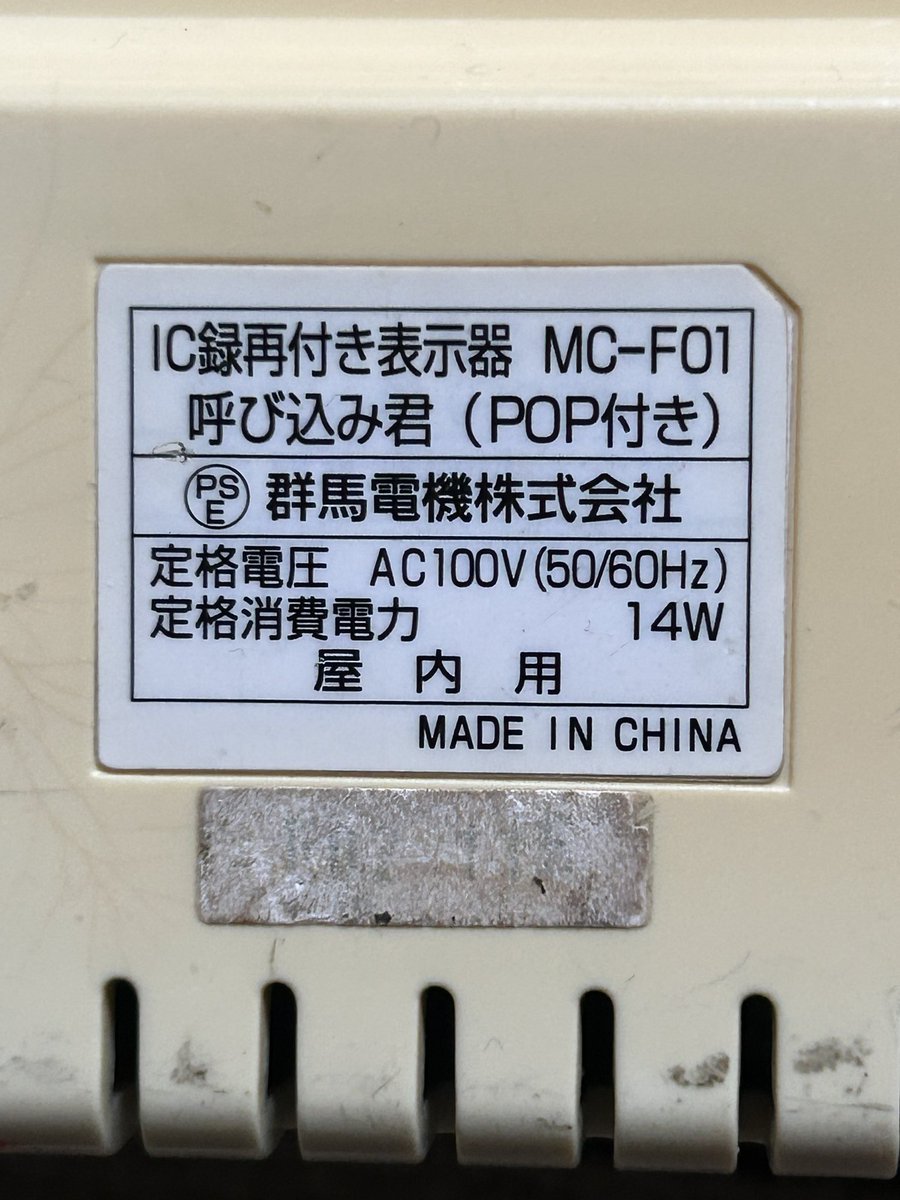 IC録再付き表示器 MC-F01
呼び込み君（POP付き）
PSE 群馬電機株式会社
定格電圧 AC100V(50/60Hz)
定格消費電力 14W
屋内用
MADE IN CHINA